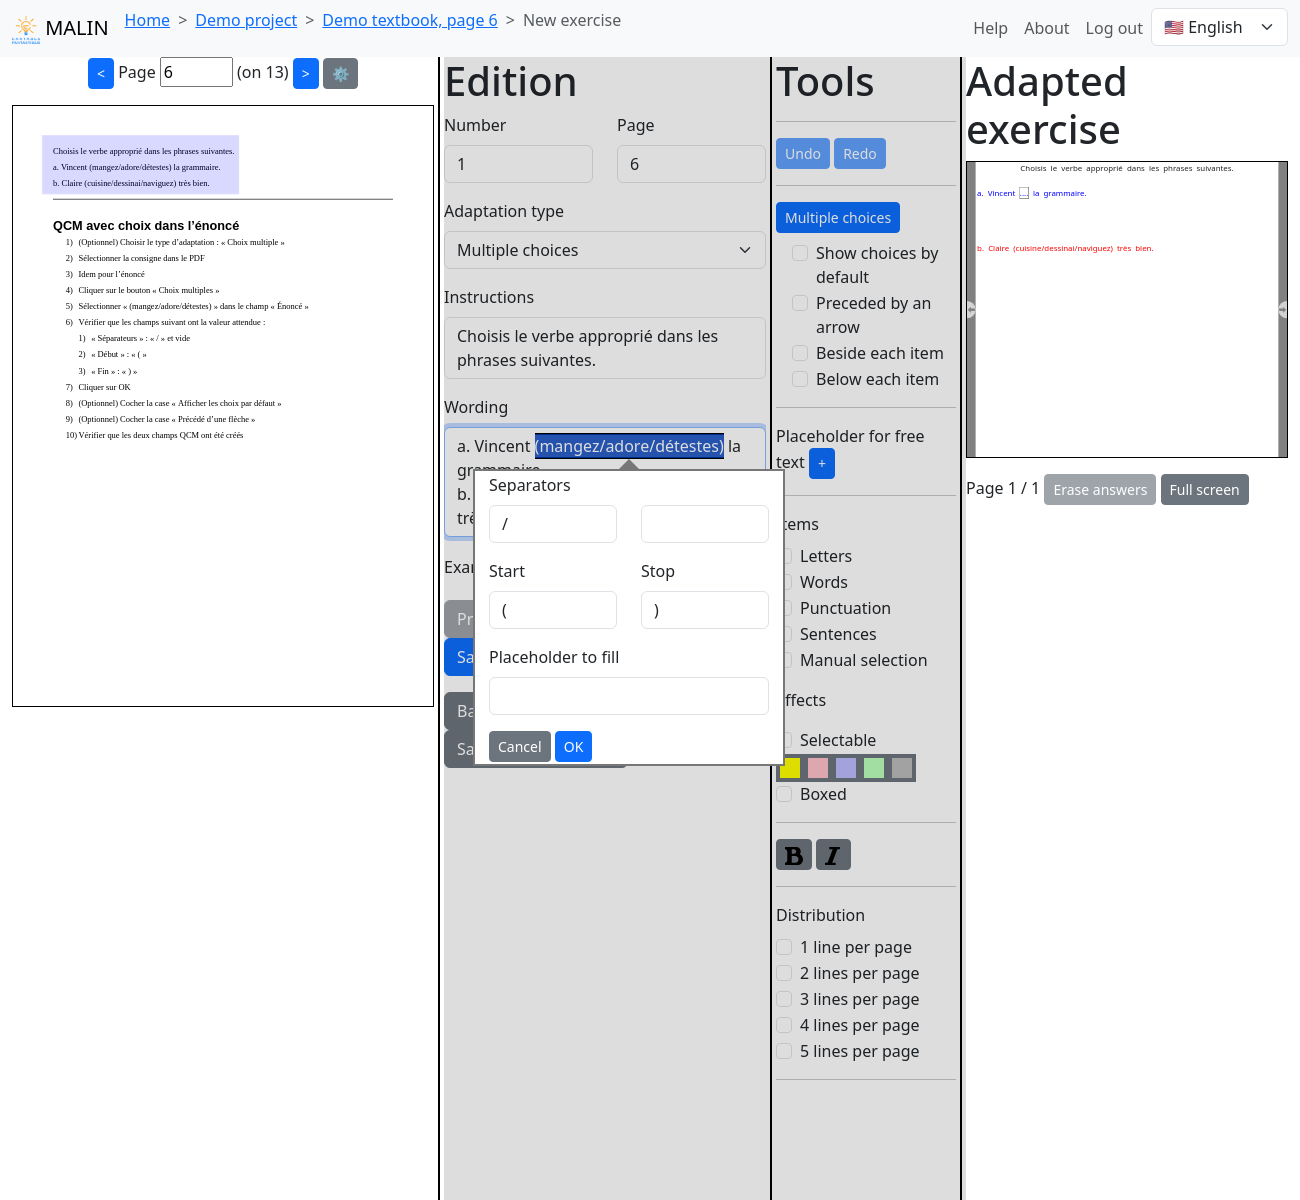 MALIN
Home > Demo project > Demo textbook, page 6 > New exercise
Help About Log out 🇺🇸 English
< Page 6 (on 13) > ⚙️
Choisis le verbe approprié dans les phrases suivantes.
a. Vincent (mangez/adore/détestes) la grammaire.
b. Claire (cuisine/dessinai/naviguez) très bien.
QCM avec choix dans l'énoncé
1) (Optionnel) Choisir le type d'adaptation : « Choix multiple »
2) Sélectionner la consigne dans le PDF
3) Idem pour l'énoncé
4) Cliquer sur le bouton « Choix multiples »
5) Sélectionner « (mangez/adore/détestes) » dans le champ « Énoncé »
6) Vérifier que les champs suivant ont la valeur attendue :
1) « Séparateurs » : « / » et vide
2) « Début » : « ( »
3) « Fin » : « ) »
7) Cliquer sur OK
8) (Optionnel) Cocher la case « Afficher les choix par défaut »
9) (Optionnel) Cocher la case « Précédé d'une flèche »
10) Vérifier que les deux champs QCM ont été créés
Edition
Number Page
1 6
Adaptation type
Multiple choices
Instructions
Choisis le verbe approprié dans les
phrases suivantes.
Wording
a. Vincent (mangez/adore/détestes) la
b.
Separators
/
Start Stop
( )
Placeholder to fill
Cancel OK
Tools
Undo Redo
Multiple choices
Show choices by
default
Preceded by an
arrow
Beside each item
Below each item
Placeholder for free
text +
Letters
Words
Punctuation
Sentences
Manual selection
Selectable
Boxed
B I
Distribution
1 line per page
2 lines per page
3 lines per page
4 lines per page
5 lines per page
Adapted
exercise
Choisis le verbe approprié dans les phrases suivantes.
a. Vincent .... la grammaire.
b. Claire (cuisine/dessinai/naviguez) très bien.
Page 1 / 1 Erase answers Full screen